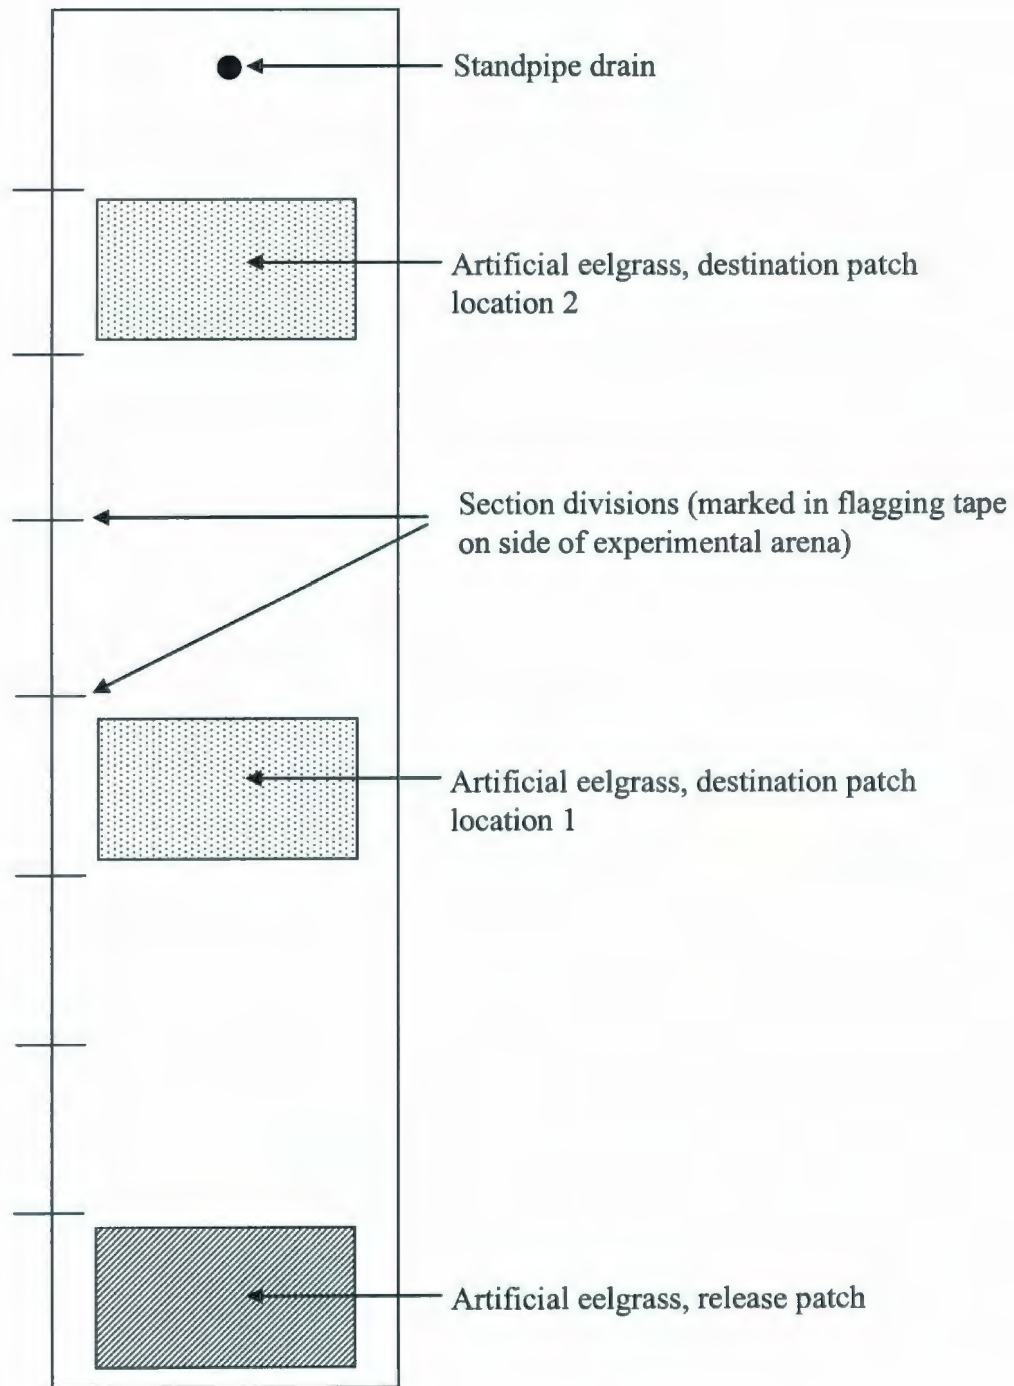 Standpipe drain
Artificial eelgrass, destination patch
location 2
Section divisions (marked in flagging tape
on side of experimental arena)
Artificial eelgrass, destination patch
location 1
Artificial eelgrass, release patch